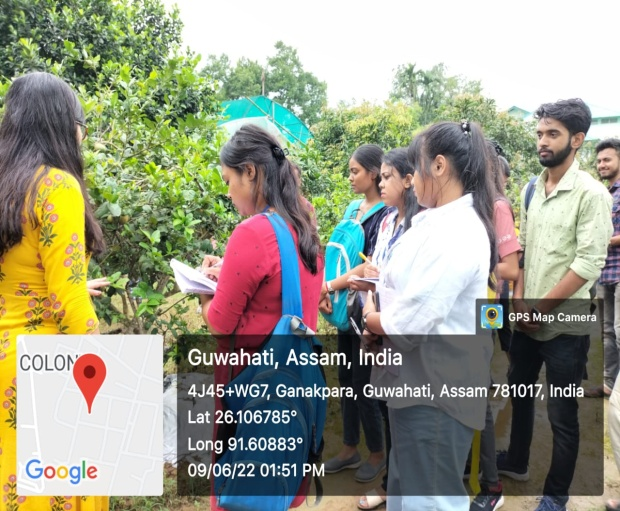 GPS Map Camera
COLON
Google
Guwahati, Assam, India
4J45+WG7, Ganakpara, Guwahati, Assam 781017, India
Lat 26.106785°
Long 91.60883°
09/06/22 01:51 PM